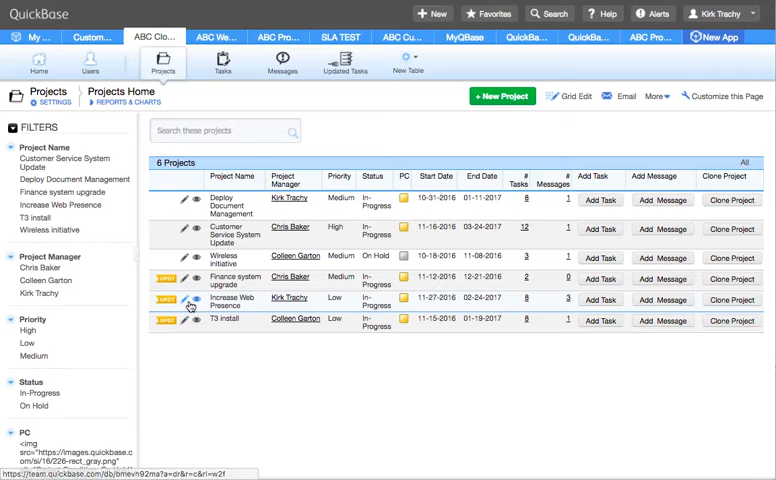 QuickBase
New
Favorites
Search
Help
Alerts
Kirk Trachy
My ...
Custom...
ABC Clo...
ABC We...
ABC Pro...
SLA TEST
ABC Cu...
MyQBase
QuickBa...
QuickBa...
ABC Pro...
New App
Home
Users
Projects
Tasks
Messages
Updated Tasks
New Table
Projects
SETTINGS
Projects Home
REPORTS & CHARTS
+ New Project
Grid Edit
Email
More
Customize this Page
FILTERS
Project Name
Customer Service System
Update
Deploy Document Management
Finance system upgrade
Increase Web Presence
T3 install
Wireless initiative
Project Manager
Chris Baker
Colleen Garton
Kirk Trachy
Priority
High
Low
Medium
Status
In-Progress
On Hold
PC
<img
src="https://images.quickbase.c
om/si/16/226-rect_gray.png"
https://team.quickbase.com/db/bmevh92ma?a=dr&r=c&rl=w2f
Search these projects
6 Projects
All
Project Name Project Manager Priority Status PC Start Date End Date # Tasks # Messages Add Task Add Message Clone Project
Deploy Document Management Kirk Trachy Medium In-Progress 10-31-2016 01-11-2017 8 1 Add Task Add Message Clone Project
Customer Service System Update Chris Baker High In-Progress 11-16-2016 03-24-2017 12 1 Add Task Add Message Clone Project
Wireless initiative Colleen Garton Medium On Hold 10-18-2016 11-08-2016 3 1 Add Task Add Message Clone Project
UPDT Finance system upgrade Chris Baker Medium In-Progress 11-12-2016 12-21-2016 2 0 Add Task Add Message Clone Project
UPDT Increase Web Presence Kirk Trachy Low In-Progress 11-27-2016 02-24-2017 8 3 Add Task Add Message Clone Project
UPDT T3 install Colleen Garton Low In-Progress 11-15-2016 01-19-2017 8 1 Add Task Add Message Clone Project